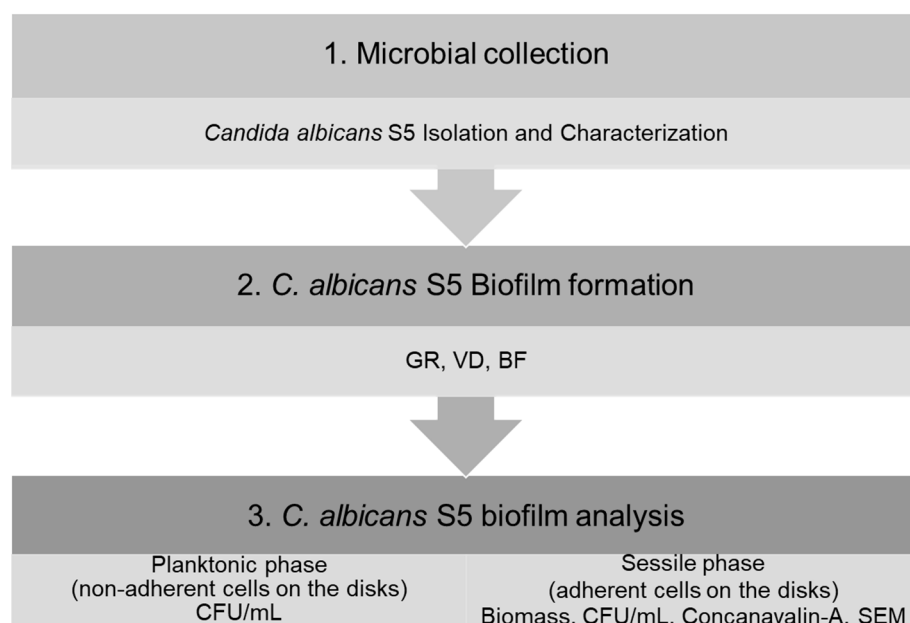 1. Microbial collection
Candida albicans S5 Isolation and Characterization
2. C. albicans S5 Biofilm formation
GR, VD, BF
3. C. albicans S5 biofilm analysis
Planktonic phase
(non-adherent cells on the disks)
CFU/mL
Sessile phase
(adherent cells on the disks)
Biomass, CFU/mL, Concanavalin-A, SEM